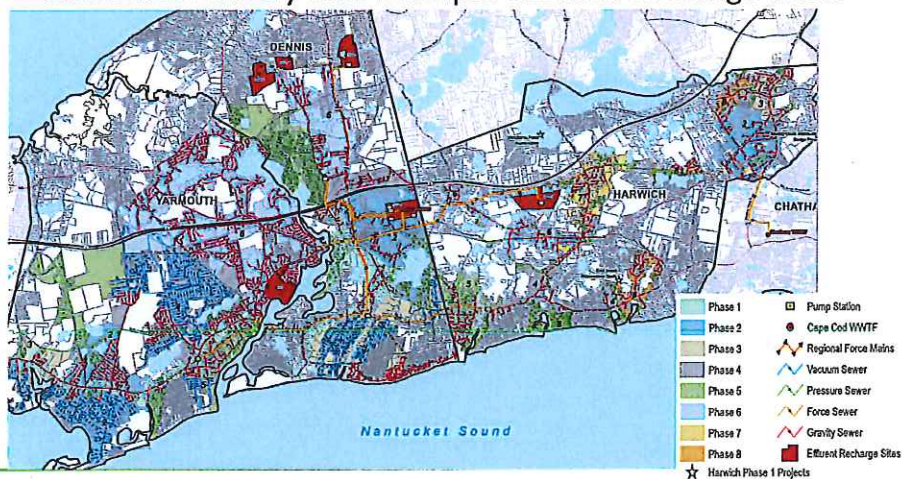 DENNIS
YARMOUTH
HARWICH
CHATHA
Nantucket Sound
Phase 1
Phase 2
Phase 3
Phase 4
Phase 5
Phase 6
Phase 7
Phase 8
Harwich Phase 1 Projects
Pump Station
Cape Cod WWTF
Regional Force Mains
Vacuum Sewer
Pressure Sewer
Force Sewer
Gravity Sewer
Effluent Recharge Sites